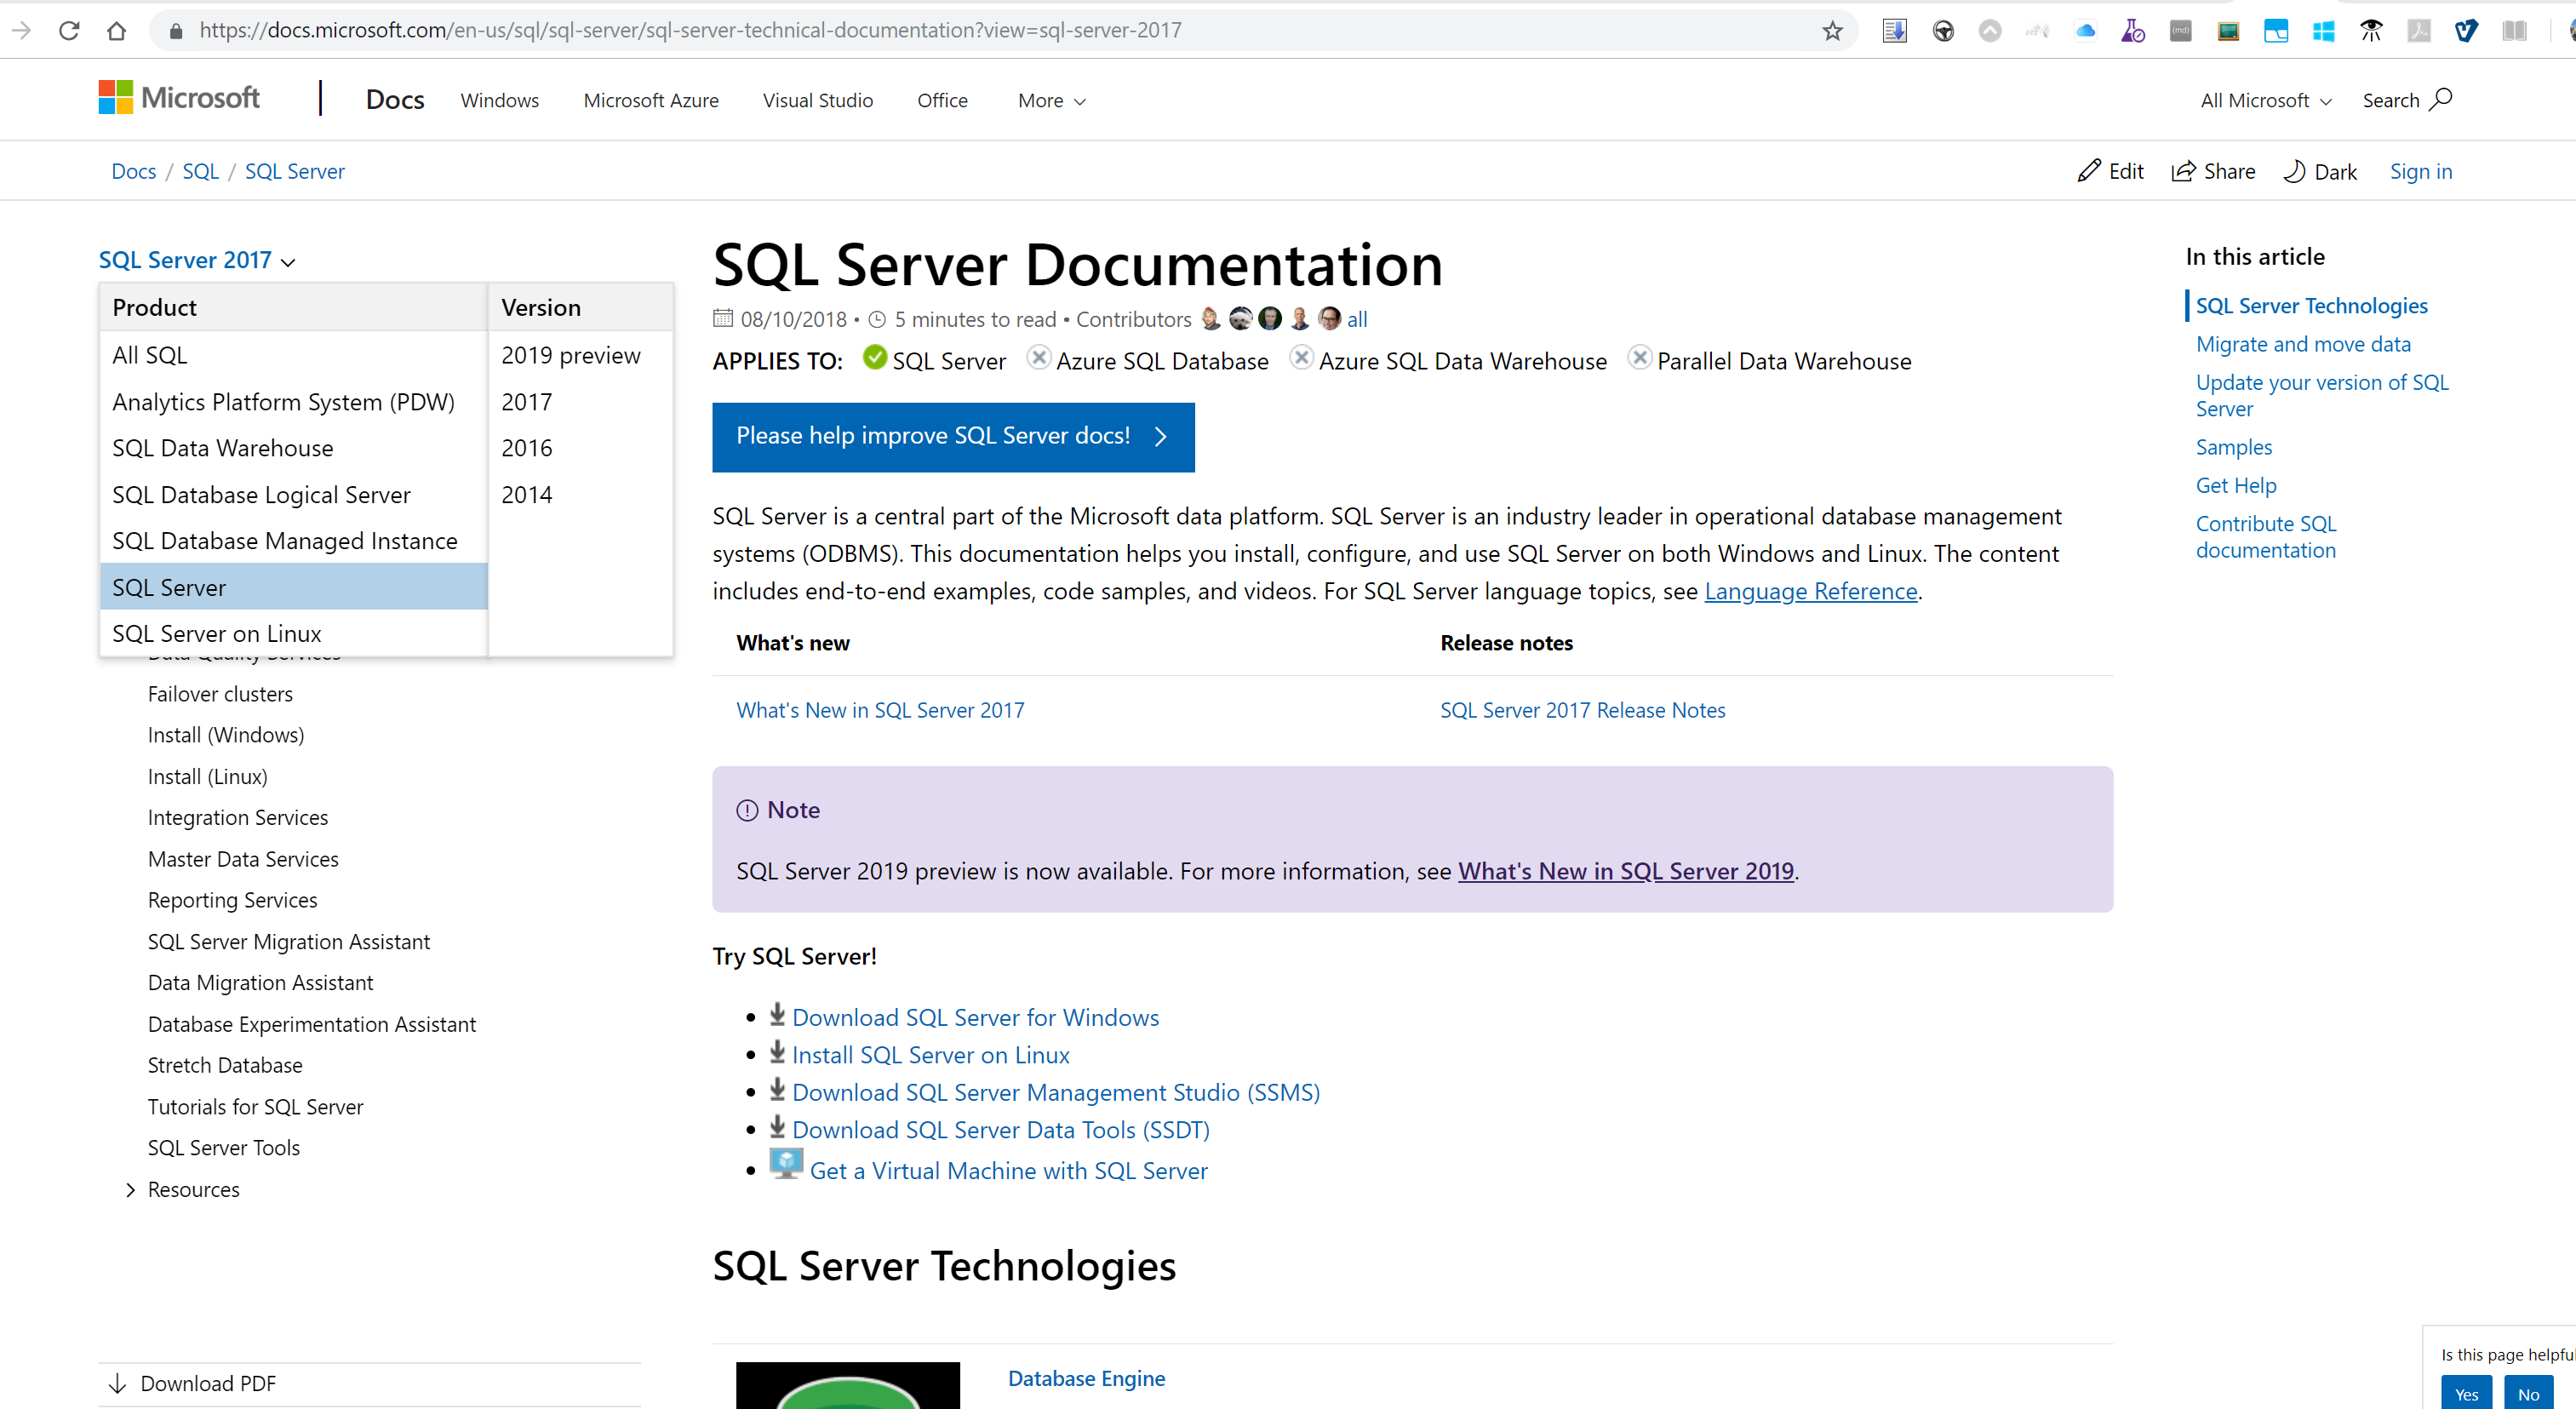 https://docs.microsoft.com/en-us/sql/sql-server/sql-server-technical-documentation?view=sql-server-2017
(md)
Microsoft
Docs
Windows
Microsoft Azure
Visual Studio
Office
More
All Microsoft
Search
Docs / SQL / SQL Server
Edit
Share
Dark
Sign in
SQL Server 2017
Product
Version
All SQL
2019 preview
Analytics Platform System (PDW)
2017
SQL Data Warehouse
2016
SQL Database Logical Server
2014
SQL Database Managed Instance
SQL Server
SQL Server on Linux
Data Quality Services
Failover clusters
Install (Windows)
Install (Linux)
Integration Services
Master Data Services
Reporting Services
SQL Server Migration Assistant
Data Migration Assistant
Database Experimentation Assistant
Stretch Database
Tutorials for SQL Server
SQL Server Tools
Resources
Download PDF
SQL Server Documentation
08/10/2018 • 5 minutes to read • Contributors all
APPLIES TO: SQL Server Azure SQL Database Azure SQL Data Warehouse Parallel Data Warehouse
Please help improve SQL Server docs!
SQL Server is a central part of the Microsoft data platform. SQL Server is an industry leader in operational database management
systems (ODBMS). This documentation helps you install, configure, and use SQL Server on both Windows and Linux. The content
includes end-to-end examples, code samples, and videos. For SQL Server language topics, see Language Reference.
What's new
Release notes
What's New in SQL Server 2017
SQL Server 2017 Release Notes
Note
SQL Server 2019 preview is now available. For more information, see What's New in SQL Server 2019.
Try SQL Server!
• Download SQL Server for Windows
• Install SQL Server on Linux
• Download SQL Server Management Studio (SSMS)
• Download SQL Server Data Tools (SSDT)
• Get a Virtual Machine with SQL Server
SQL Server Technologies
Database Engine
In this article
SQL Server Technologies
Migrate and move data
Update your version of SQL
Server
Samples
Get Help
Contribute SQL
documentation
Is this page helpful
Yes
No